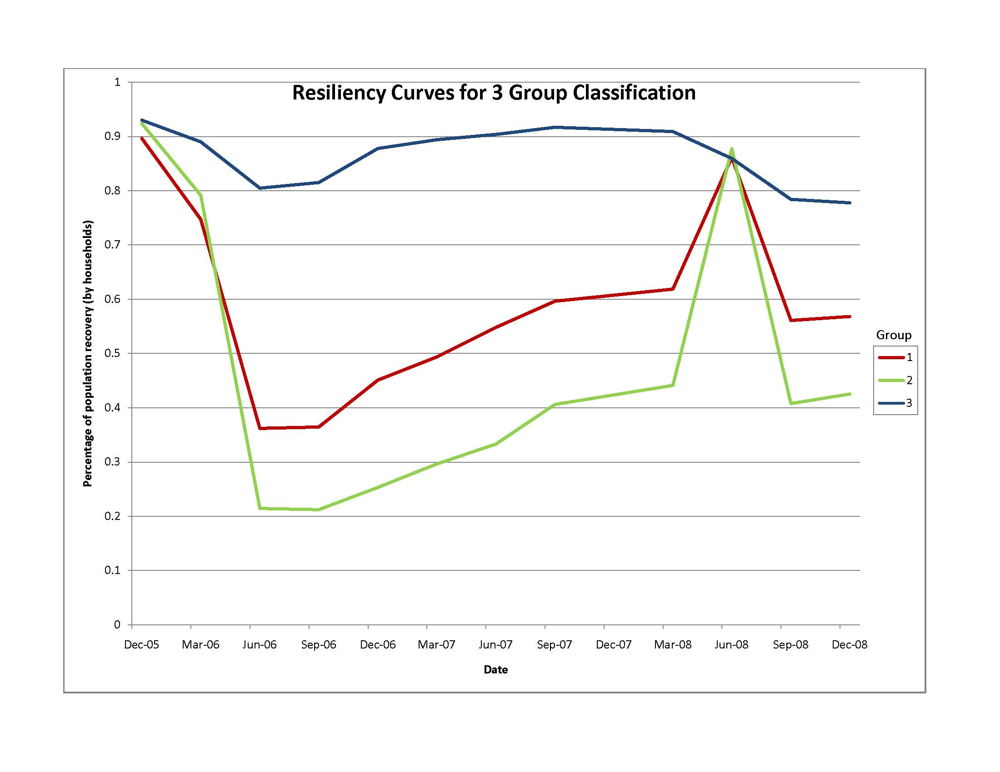 Resiliency Curves for 3 Group Classification
1
0.9
0.8
0.7
0.6
0.5
0.4
0.3
0.2
0.1
0
Percentage of population recovery (by households)
Dec-05 Mar-06 Jun-06 Sep-06 Dec-06 Mar-07 Jun-07 Sep-07 Dec-07 Mar-08 Jun-08 Sep-08 Dec-08
Date
Group
1
2
3